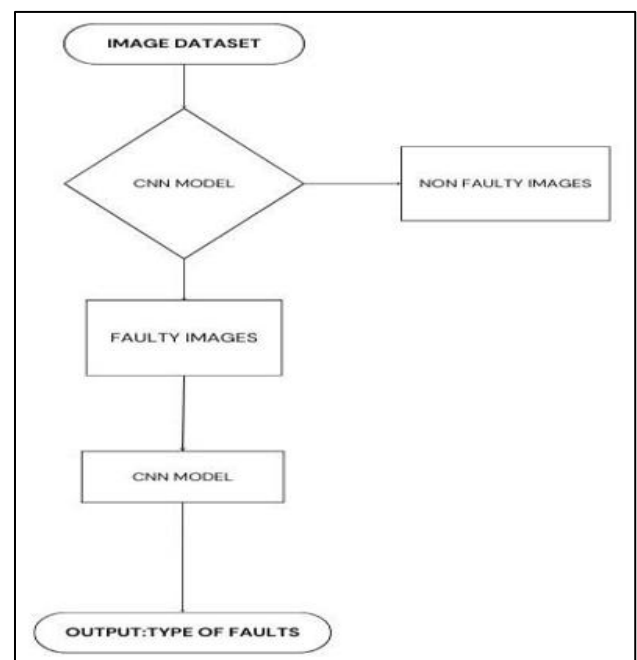 IMAGE DATASET
CNN MODEL
NON FAULTY IMAGES
FAULTY IMAGES
CNN MODEL
OUTPUT:TYPE OF FAULTS